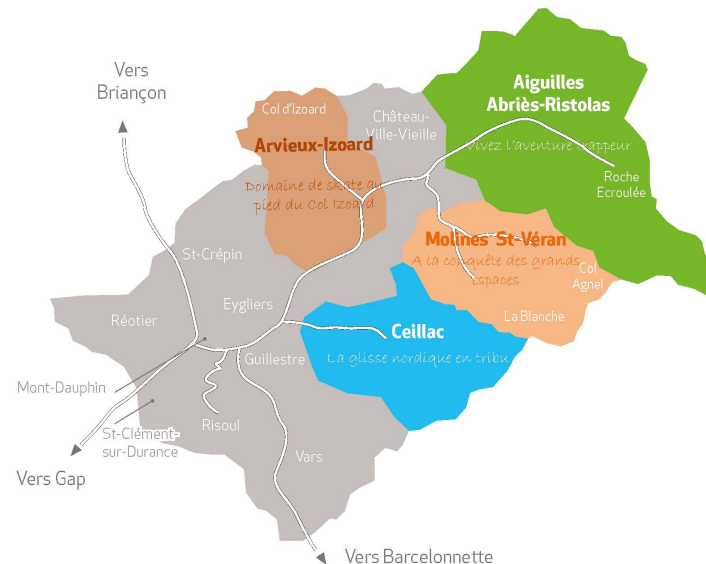 Vers
Briançon
Aiguilles
Abriès-Ristolas
Vivez l'aventure trappeur
Roche
Ecroulée
Col d'Izoard
Château-
Ville-Vieille
Arvieux-Izoard
Domaine de skate au
pied du Col Izoard
Molines St-Véran
A la conquête des grands
espaces
Col
Agnel
La Blanche
St-Crépin
Eygliers
Réotier
Ceillac
La glisse nordique en tribu
Guillestre
Mont-Dauphin
St-Clément-
sur-Durance
Risoul
Vars
Vers Gap
Vers Barcelonnette